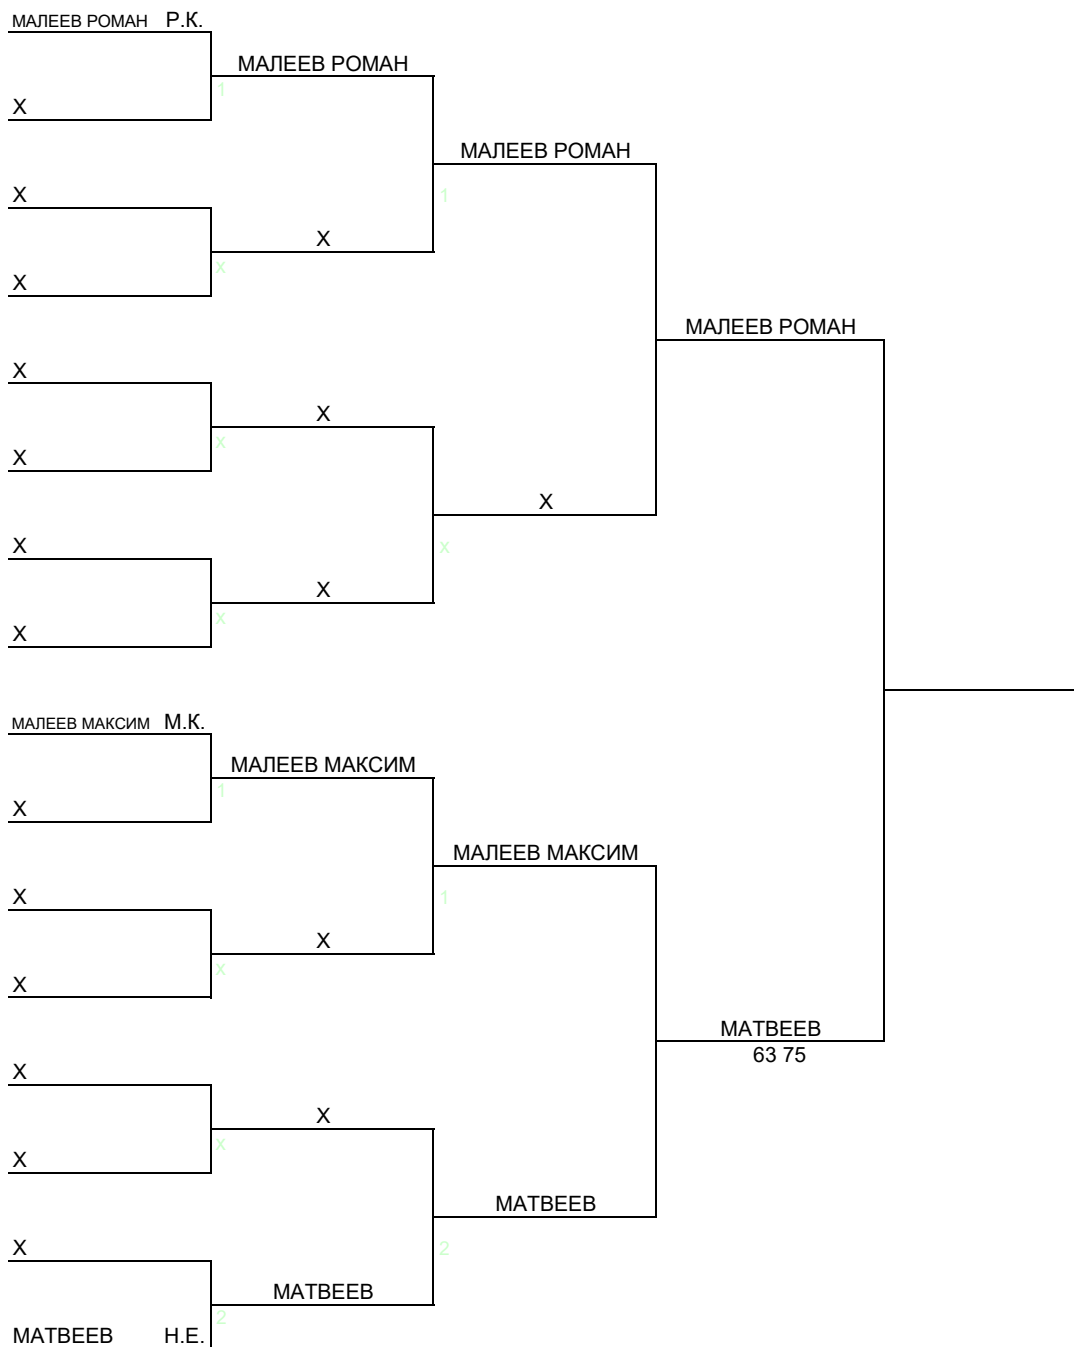 МАЛЕЕВ РОМАН Р.К.
МАЛЕЕВ РОМАН
1
X
МАЛЕЕВ РОМАН
X
1
X
x
X
МАЛЕЕВ РОМАН
X
X
x
X
X
X
x
X
x
X
МАЛЕЕВ МАКСИМ М.К.
МАЛЕЕВ МАКСИМ
1
X
МАЛЕЕВ МАКСИМ
X
1
X
x
X
МАТВЕЕВ
63 75
X
X
x
X
МАТВЕЕВ
X
2
МАТВЕЕВ
2
МАТВЕЕВ Н.Е.